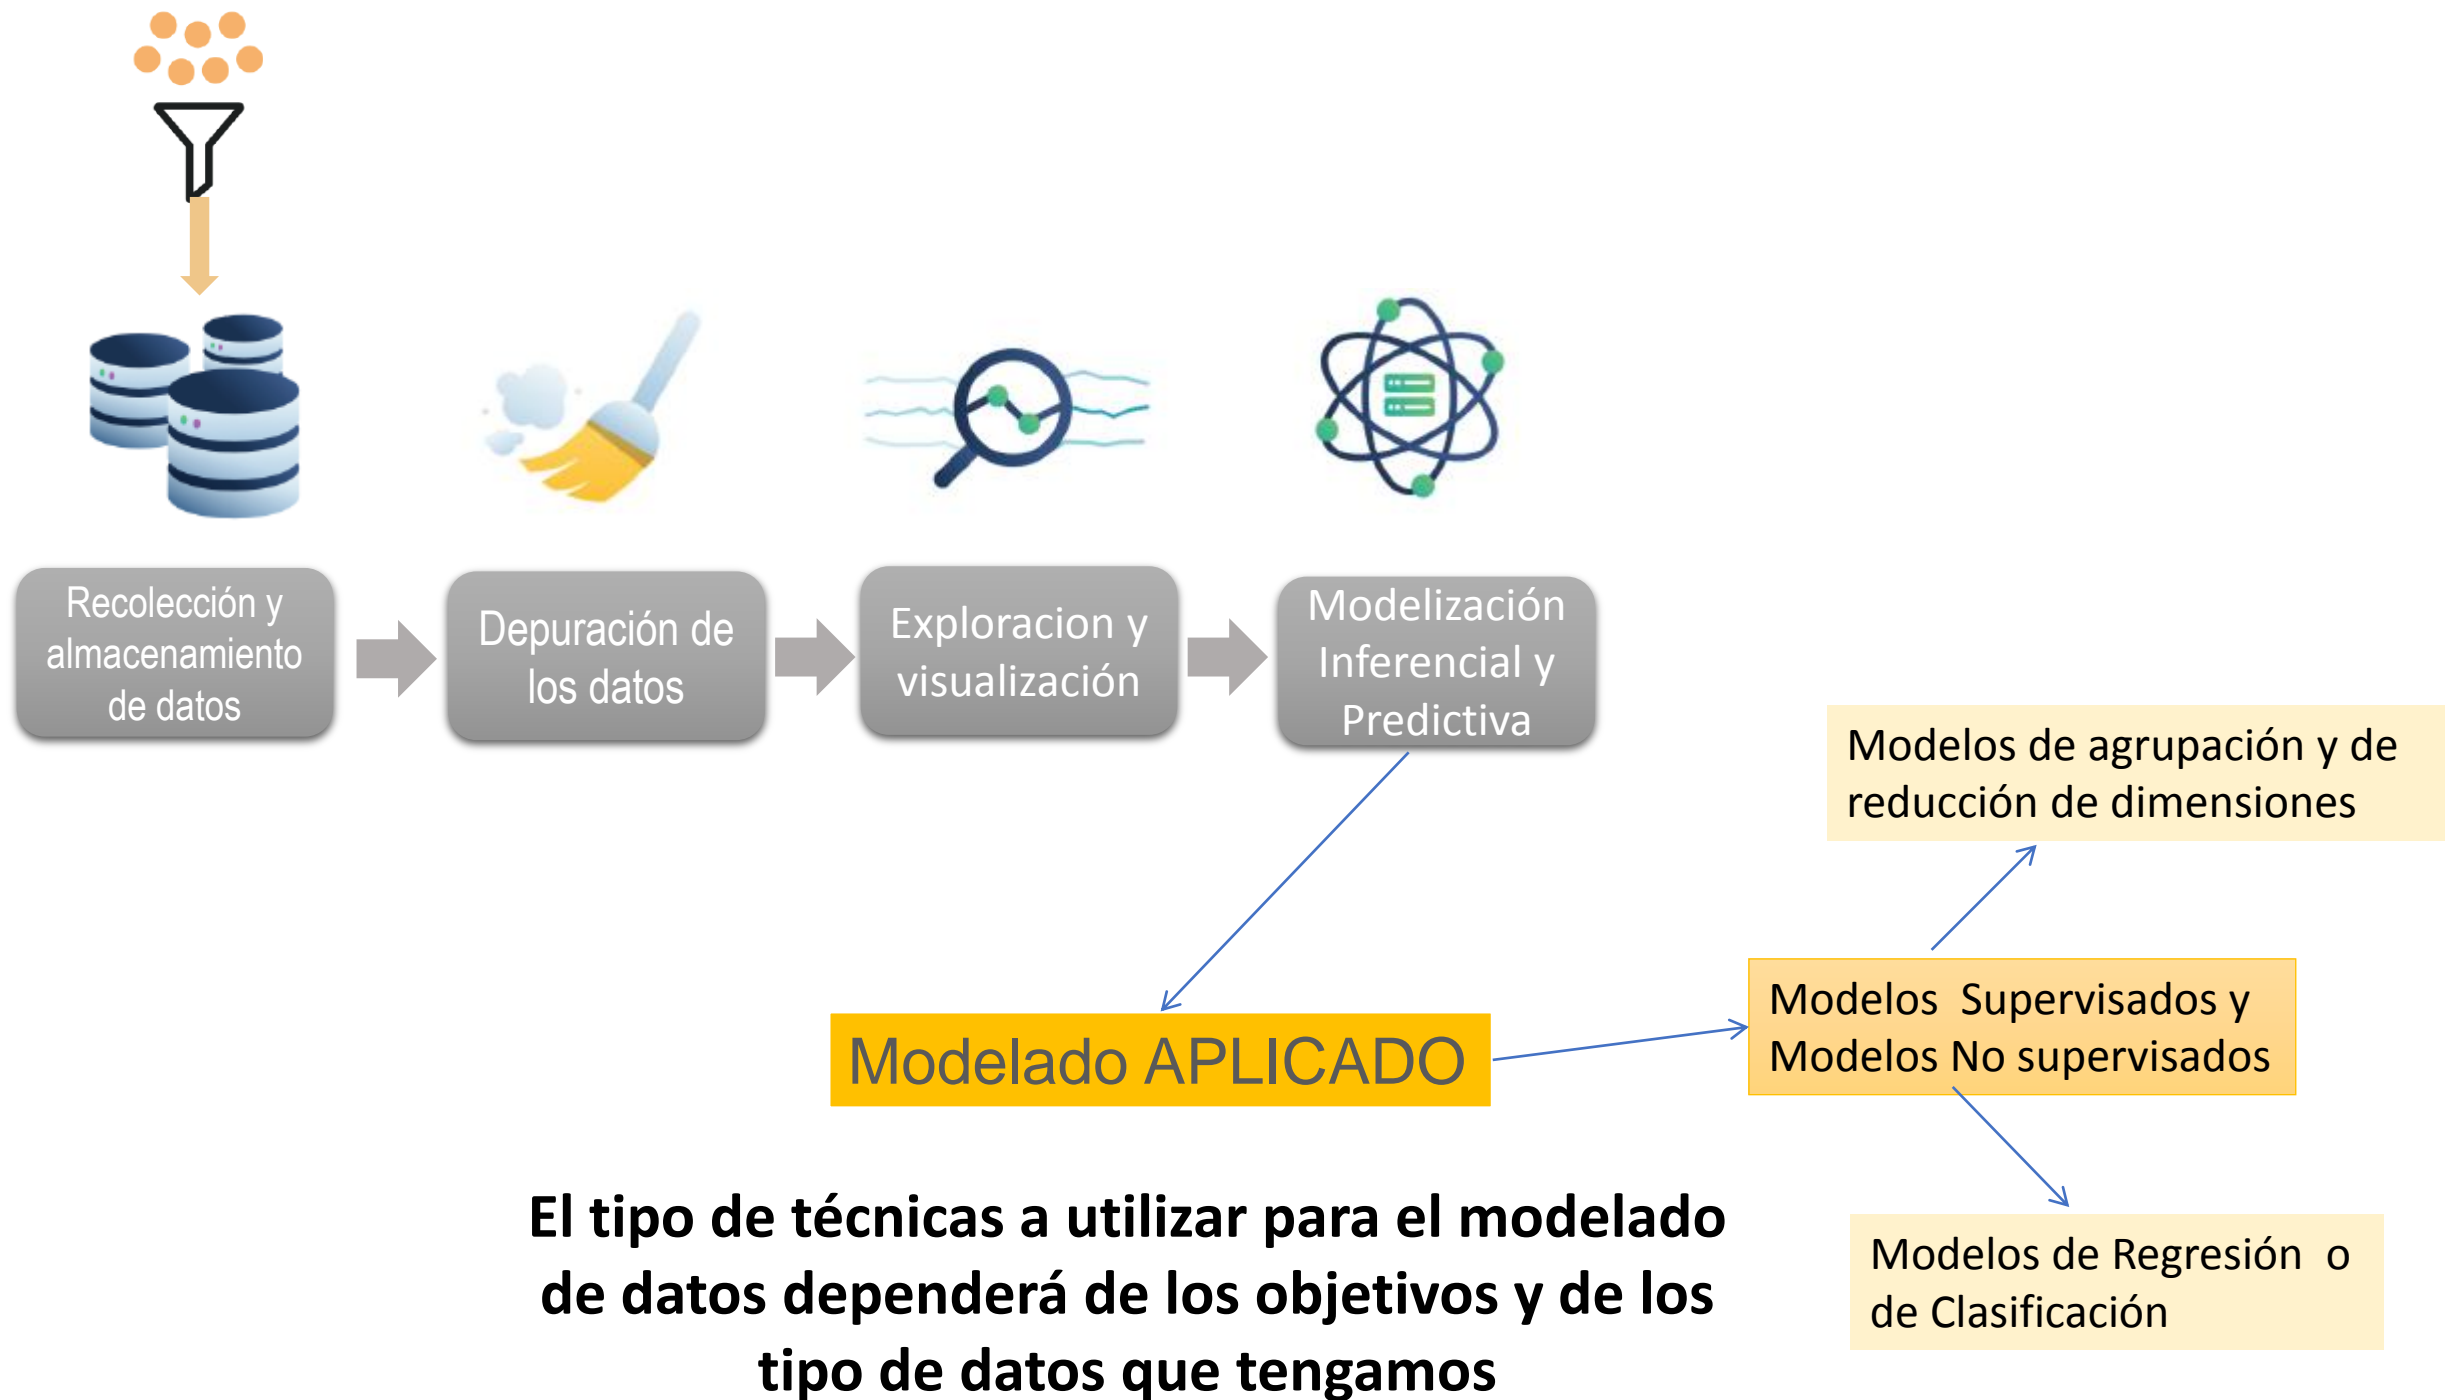 Recolección y
almacenamiento
de datos
Depuración de
los datos
Exploracion y
visualización
Modelización
Inferencial y
Predictiva
Modelos de agrupación y de
reducción de dimensiones
Modelado APLICADO
Modelos  Supervisados y
Modelos No supervisados
Modelos de Regresión  o
de Clasificación
El tipo de técnicas a utilizar para el modelado
de datos dependerá de los objetivos y de los
tipo de datos que tengamos